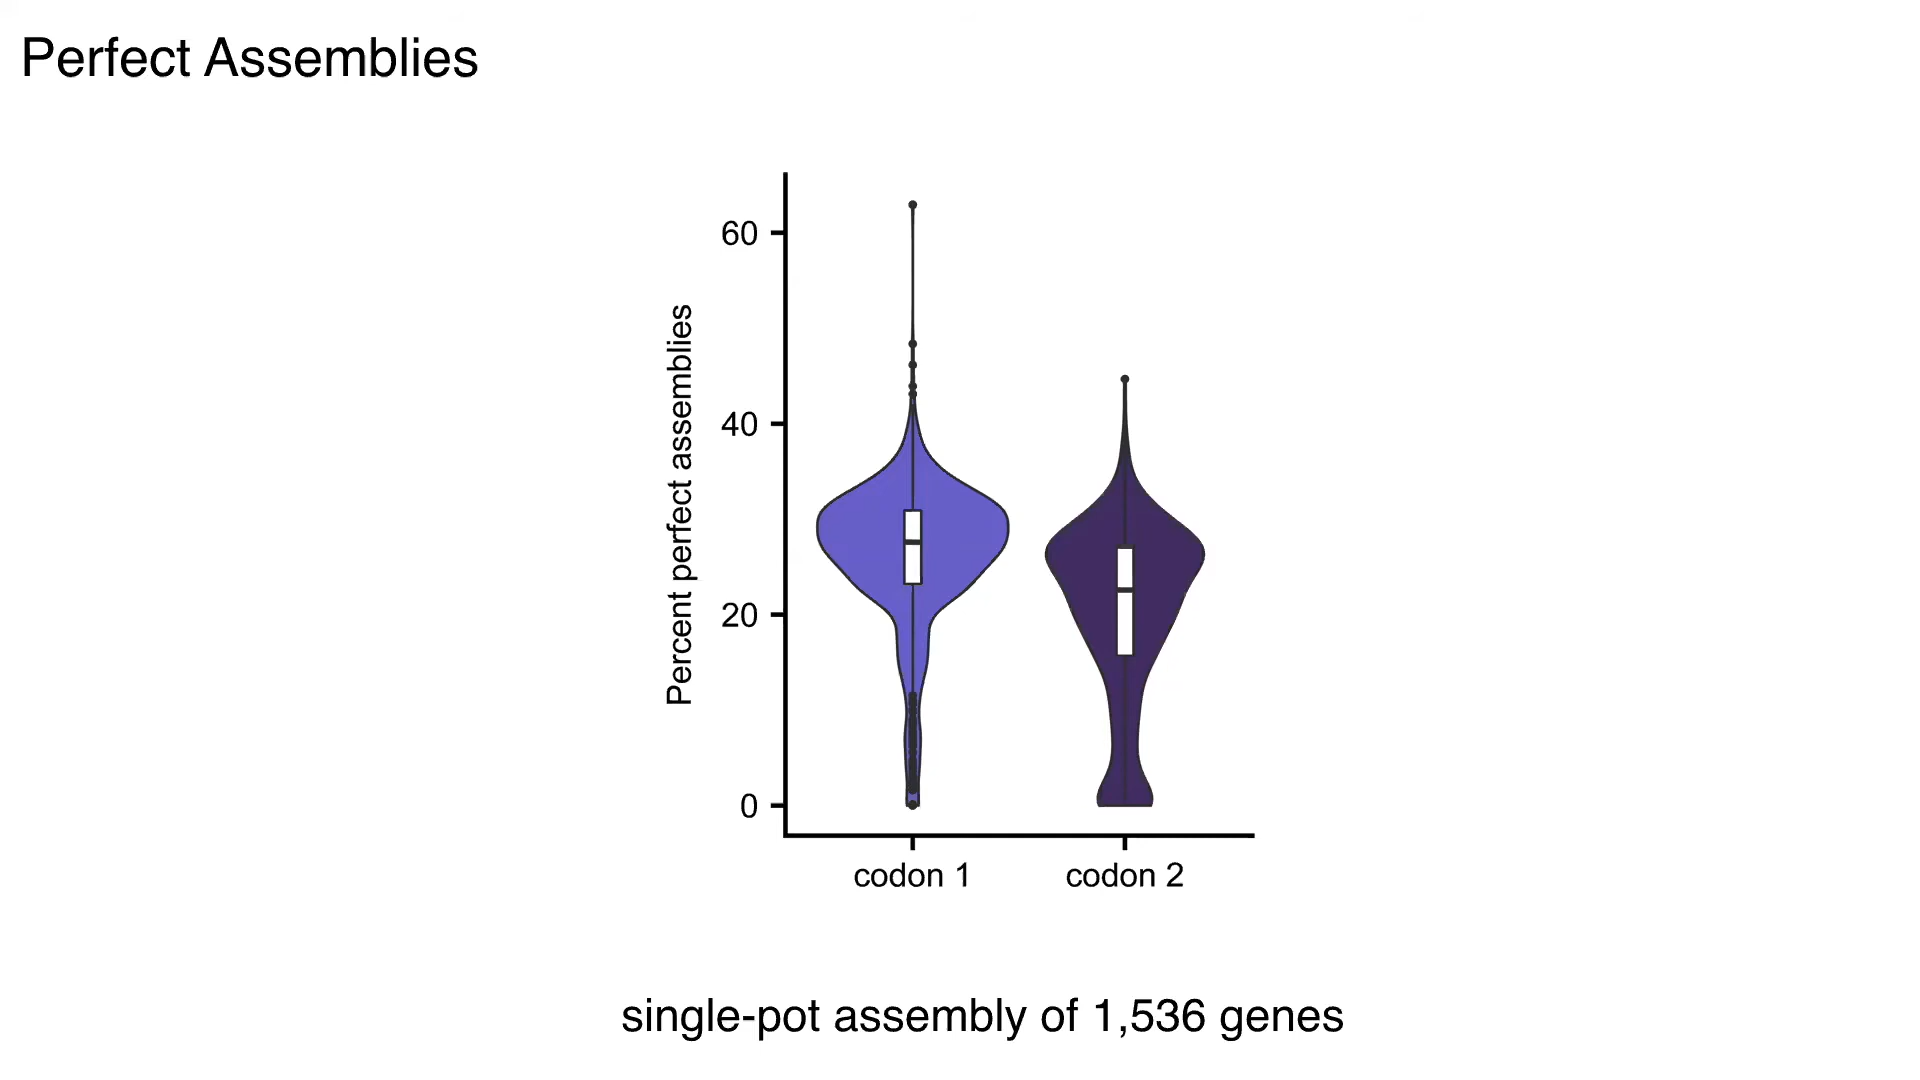 Perfect Assemblies
Percent perfect assemblies
60
40
20
0
codon 1
codon 2
single-pot assembly of 1,536 genes